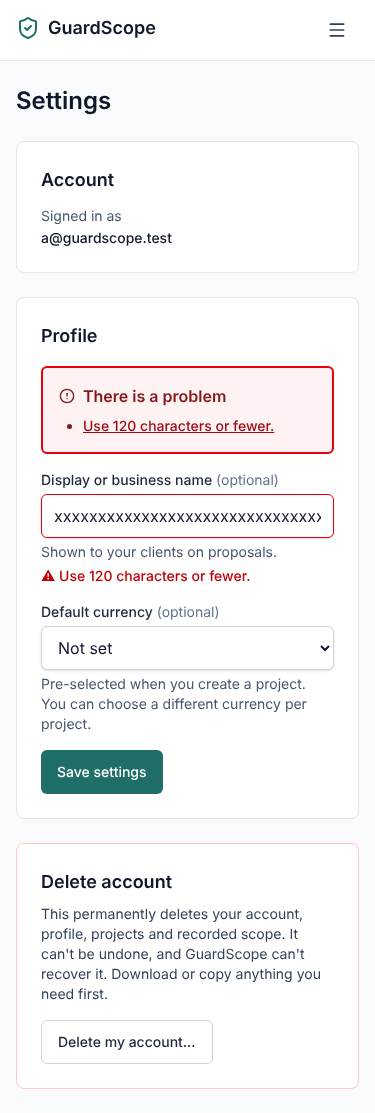 GuardScope
Settings
Account
Signed in as
a@guardscope.test
Profile
There is a problem
Use 120 characters or fewer.
Display or business name (optional)
xxxxxxxxxxxxxxxxxxxxxxxxxxxxxxx
Shown to your clients on proposals.
Use 120 characters or fewer.
Default currency (optional)
Not set
Pre-selected when you create a project.
You can choose a different currency per
project.
Save settings
Delete account
This permanently deletes your account,
profile, projects and recorded scope. It
can't be undone, and GuardScope can't
recover it. Download or copy anything you
need first.
Delete my account...